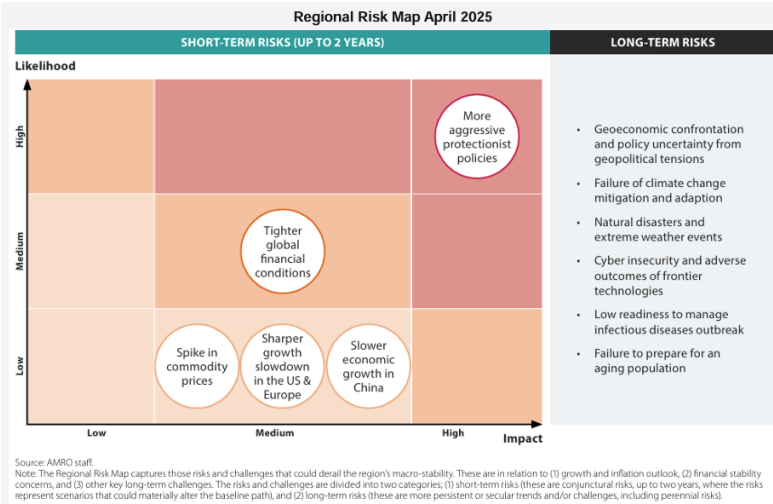 Regional Risk Map April 2025
SHORT-TERM RISKS (UP TO 2 YEARS)
LONG-TERM RISKS
Likelihood
High
More
aggressive
protectionist
policies
Medium
Tighter
global
financial
conditions
Low
Spike in
commodity
prices
Sharper
growth
slowdown
in the US &
Europe
Slower
economic
growth in
China
Low
Medium
High
Impact
• Geoeconomic confrontation
and policy uncertainty from
geopolitical tensions
• Failure of climate change
mitigation and adaption
• Natural disasters and
extreme weather events
• Cyber insecurity and adverse
outcomes of frontier
technologies
• Low readiness to manage
infectious diseases outbreak
• Failure to prepare for an
aging population
Source: AMRO staff.
Note: The Regional Risk Map captures those risks and challenges that could derail the region's macro-stability. These are in relation to (1) growth and inflation outlook, (2) financial stability
concerns, and (3) other key long-term challenges. The risks and challenges are divided into two categories; (1) short-term risks (these are conjunctural risks, up to two years, where the risks
represent scenarios that could materially alter the baseline path), and (2) long-term risks (these are more persistent or secular trends and/or challenges, including perennial risks).